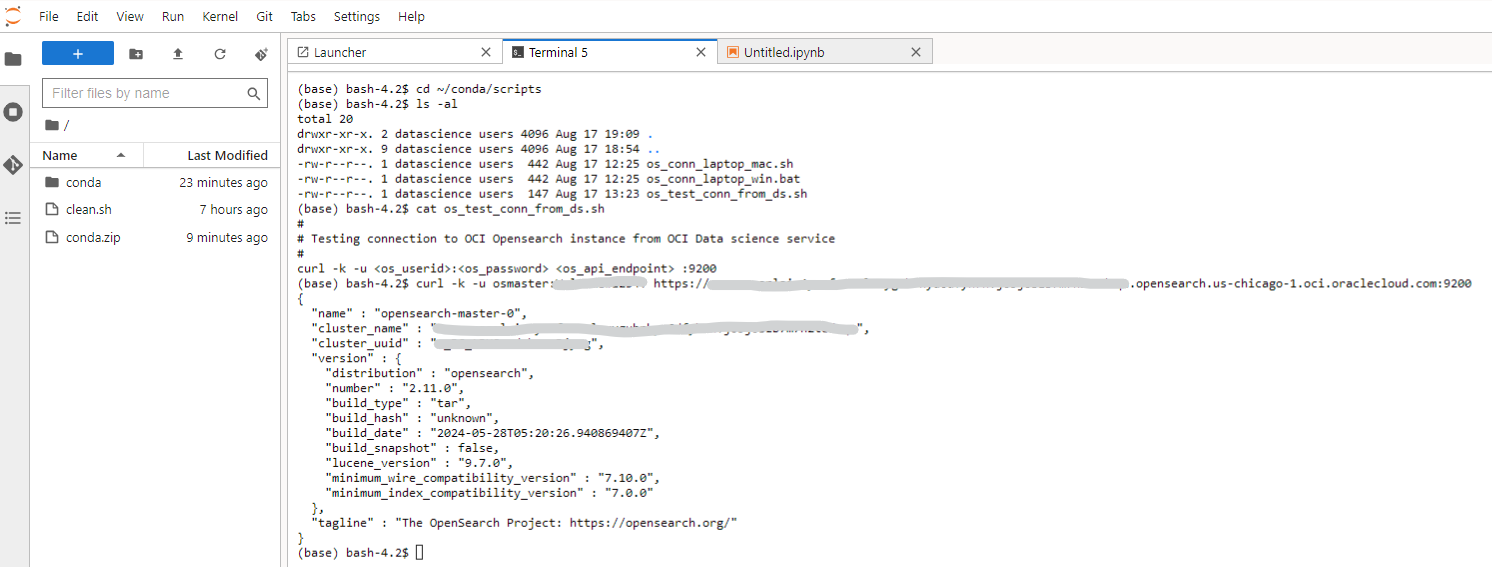 File Edit View Run Kernel Git Tabs Settings Help
+
Filter files by name
/
Name Last Modified
conda 23 minutes ago
clean.sh 7 hours ago
conda.zip 9 minutes ago
Launcher Terminal 5 Untitled.ipynb
(base) bash-4.2$ cd ~/conda/scripts
(base) bash-4.2$ ls -al
total 20
drwxr-xr-x. 2 datascience users 4096 Aug 17 19:09 .
drwxr-xr-x. 9 datascience users 4096 Aug 17 18:54 ..
-rw-r--r--. 1 datascience users  442 Aug 17 12:25 os_conn_laptop_mac.sh
-rw-r--r--. 1 datascience users  442 Aug 17 12:25 os_conn_laptop_win.bat
-rw-r--r--. 1 datascience users  147 Aug 17 13:23 os_test_conn_from_ds.sh
(base) bash-4.2$ cat os_test_conn_from_ds.sh
#
# Testing connection to OCI Opensearch instance from OCI Data science service
#
curl -k -u <os_userid>:<os_password> <os_api_endpoint> :9200
(base) bash-4.2$ curl -k -u osmaster: https:// .opensearch.us-chicago-1.oci.oraclecloud.com:9200
{
  "name" : "opensearch-master-0",
  "cluster_name" : " ",
  "cluster_uuid" : " ",
  "version" : {
    "distribution" : "opensearch",
    "number" : "2.11.0",
    "build_type" : "tar",
    "build_hash" : "unknown",
    "build_date" : "2024-05-28T05:20:26.940869407Z",
    "build_snapshot" : false,
    "lucene_version" : "9.7.0",
    "minimum_wire_compatibility_version" : "7.10.0",
    "minimum_index_compatibility_version" : "7.0.0"
  },
  "tagline" : "The OpenSearch Project: https://opensearch.org/"
}
(base) bash-4.2$